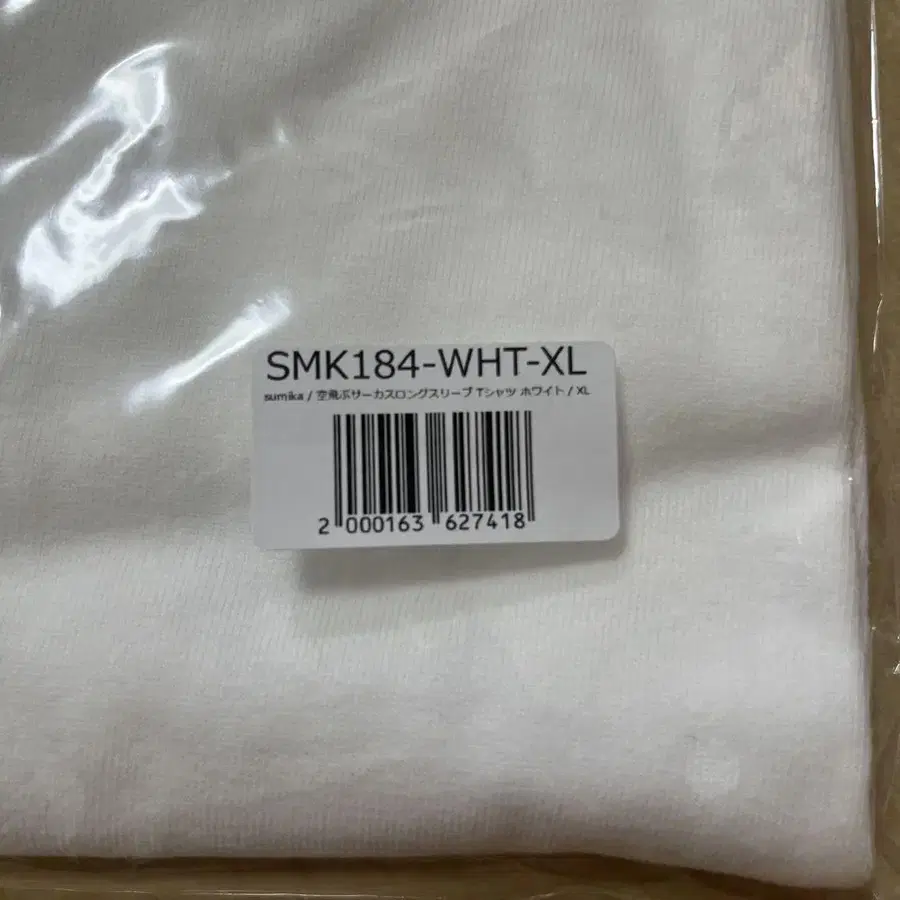 SMK184-WHT-XL
sumika / 空飛ぶサーカスロングスリーブ Tシャツ ホワイト / XL
2 000163 627418